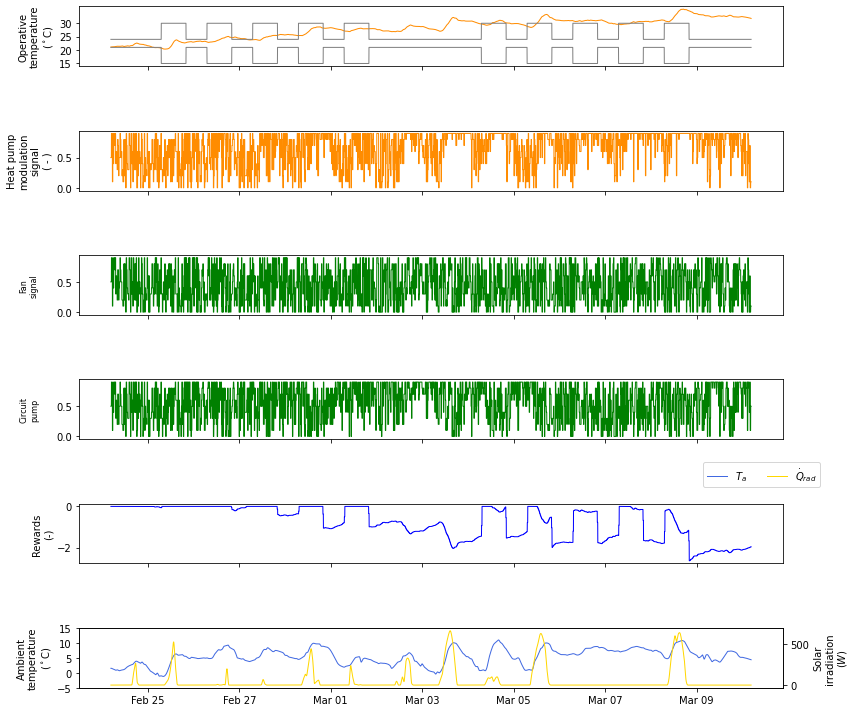 Operative
temperature
(°C)
30
25
20
15
Heat pump
modulation
signal
( - )
0.5
0.0
Fan
signal
0.5
0.0
Circuit
pump
0.5
0.0
T_a
Q̇_rad
Rewards
(-)
0
−2
Ambient
temperature
(°C)
15
10
5
0
−5
500
0
Solar
irradiation
(W)
Feb 25 Feb 27 Mar 01 Mar 03 Mar 05 Mar 07 Mar 09